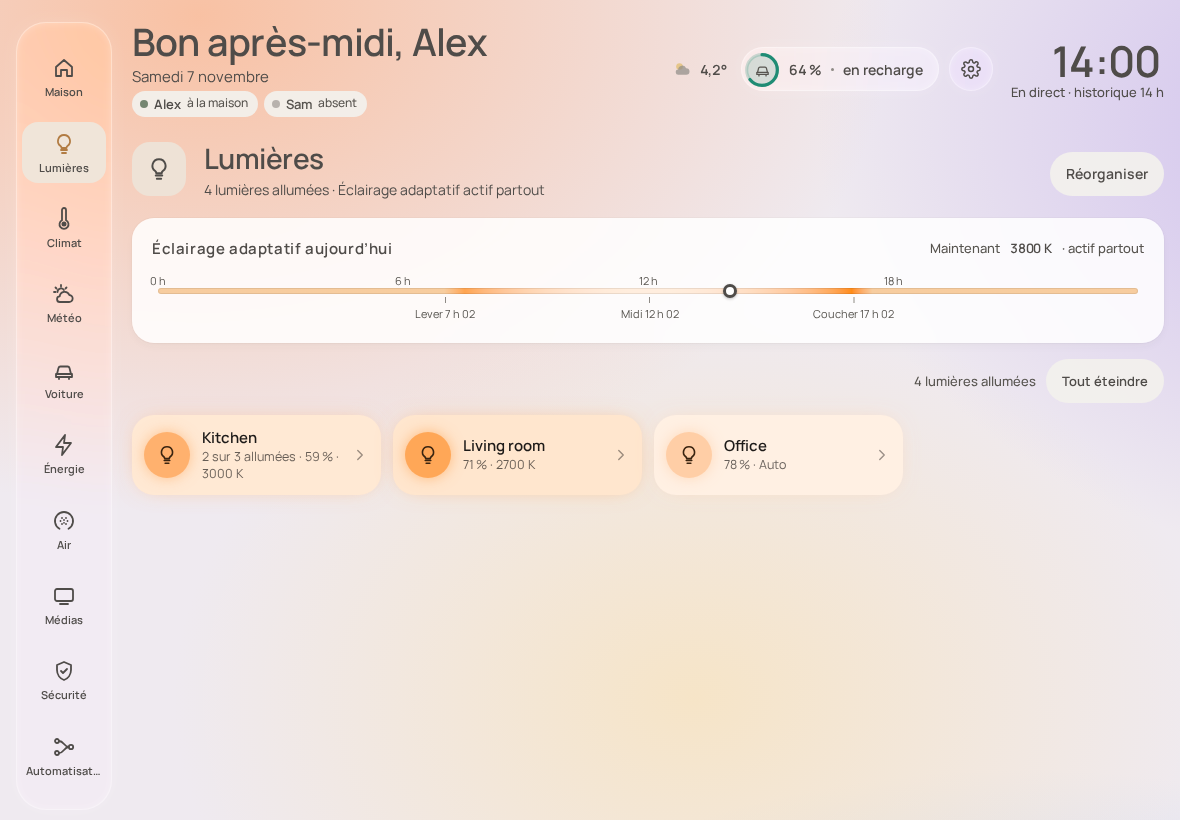 Bon après-midi, Alex
Samedi 7 novembre
Alex à la maison
Sam absent
4,2°
64 % • en recharge
14:00
En direct · historique 14 h
Maison
Lumières
Climat
Météo
Voiture
Énergie
Air
Médias
Sécurité
Automatisat…
Lumières
4 lumières allumées · Éclairage adaptatif actif partout
Réorganiser
Éclairage adaptatif aujourd’hui
Maintenant 3800 K · actif partout
0 h
6 h
12 h
18 h
Lever 7 h 02
Midi 12 h 02
Coucher 17 h 02
4 lumières allumées
Tout éteindre
Kitchen
2 sur 3 allumées · 59 % ·
3000 K
Living room
71 % · 2700 K
Office
78 % · Auto